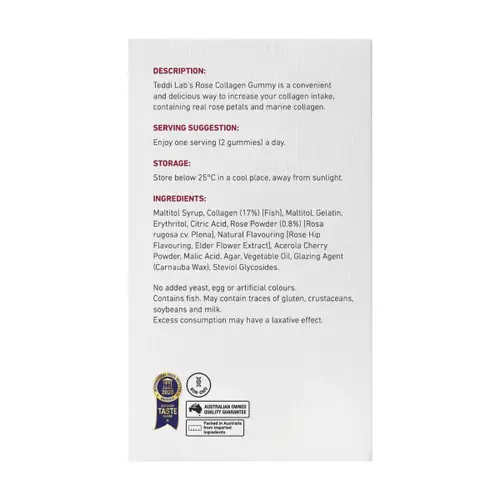 DESCRIPTION:
Teddi Lab's Rose Collagen Gummy is a convenient
and delicious way to increase your collagen intake,
containing real rose petals and marine collagen.
SERVING SUGGESTION:
Enjoy one serving (2 gummies) a day.
STORAGE:
Store below 25°C in a cool place, away from sunlight.
INGREDIENTS:
Maltitol Syrup, Collagen (17%) [Fish], Maltitol, Gelatin,
Erythritol, Citric Acid, Rose Powder (0.8%) [Rosa
rugosa cv. Plena], Natural Flavouring [Rose Hip
Flavouring, Elder Flower Extract], Acerola Cherry
Powder, Malic Acid, Agar, Vegetable Oil, Glazing Agent
(Carnauba Wax), Steviol Glycosides.
No added yeast, egg or artificial colours.
Contains fish. May contain traces of gluten, crustaceans,
soybeans and milk.
Excess consumption may have a laxative effect.
2020
TASTE
NON-GMO
AUSTRALIAN OWNED
QUALITY GUARANTEE
Packed in Australia
from imported
ingredients